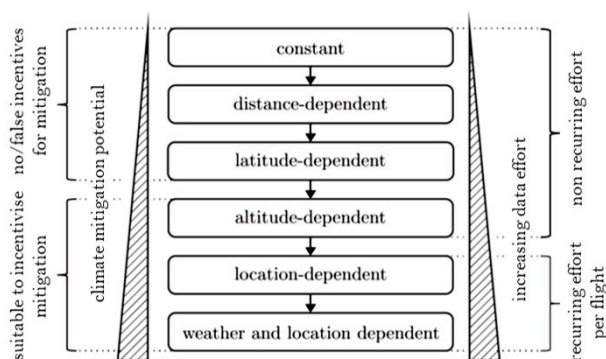 no/false incentives
for mitigation
suitable to incentivise
mitigation
climate mitigation potential
constant
distance-dependent
latitude-dependent
altitude-dependent
location-dependent
weather and location dependent
increasing data effort
non recurring effort
recurring effort
per flight